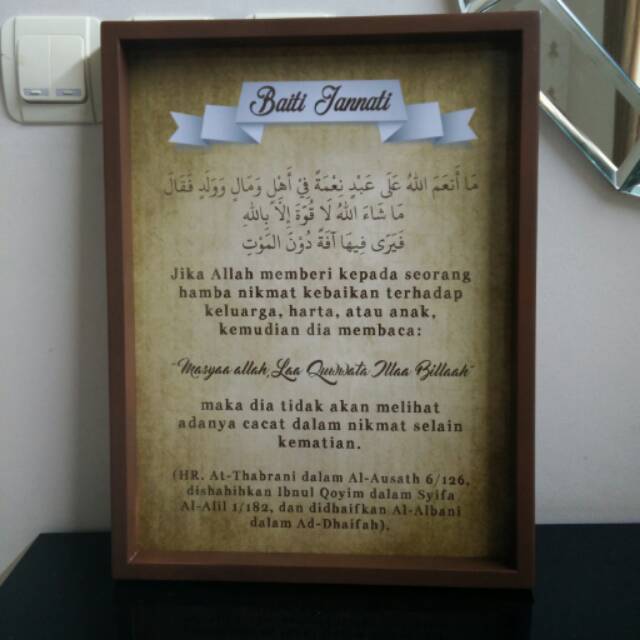 Baiti Jannati
مَا أَنْعَمَ اللهُ عَلَى عَبْدٍ نِعْمَةً فِيْ أَهْلٍ وَمَالٍ وَوَلَدٍ فَقَالَ
مَا شَاءَ اللهُ لَا قُوَّةَ إِلَّا بِاللهِ
فَيَرَى فِيهَا آفَةً دُوْنَ المَوْتِ
Jika Allah memberi kepada seorang
hamba nikmat kebaikan terhadap
keluarga, harta, atau anak,
kemudian dia membaca:
"Masyaa allah, Laa Quwwata Illaa Billaah"
maka dia tidak akan melihat
adanya cacat dalam nikmat selain
kematian.
(HR. At-Thabrani dalam Al-Ausath 6/126,
dishahihkan Ibnul Qoyim dalam Syifa
Al-Alil 1/182, dan didhaifkan Al-Albani
dalam Ad-Dhaifah).